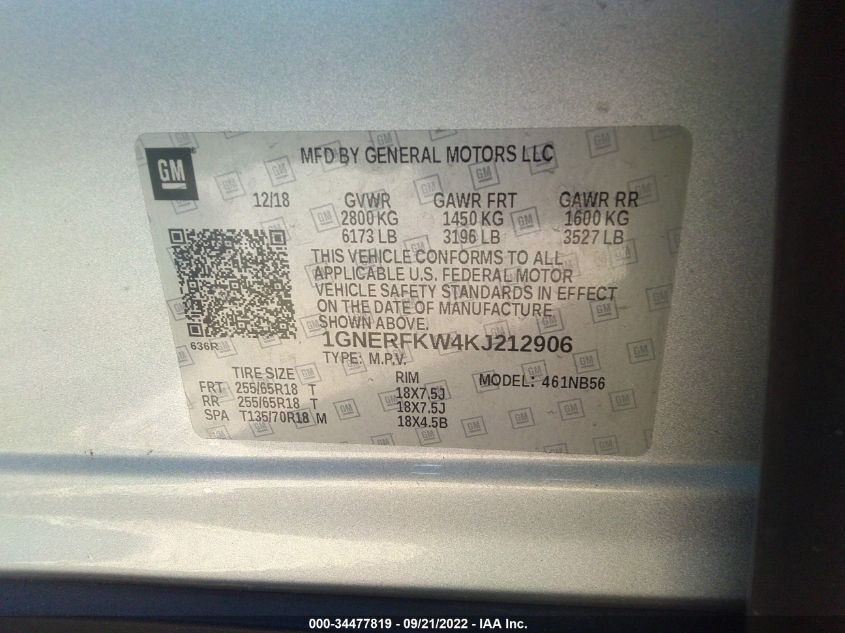 GM
MFD BY GENERAL MOTORS LLC
12/18 GVWR GAWR FRT GAWR RR
2800 KG 1450 KG 1600 KG
6173 LB 3196 LB 3527 LB
THIS VEHICLE CONFORMS TO ALL
APPLICABLE U.S. FEDERAL MOTOR
VEHICLE SAFETY STANDARDS IN EFFECT
ON THE DATE OF MANUFACTURE
SHOWN ABOVE.
636R
1GNERFKW4KJ212906
TYPE: M.P.V.
TIRE SIZE RIM MODEL: 461NB56
FRT 255/65R18 T 18X7.5J
RR 255/65R18 T 18X7.5J
SPA T135/70R18 M 18X4.5B
000-34477819 - 09/21/2022 - IAA Inc.